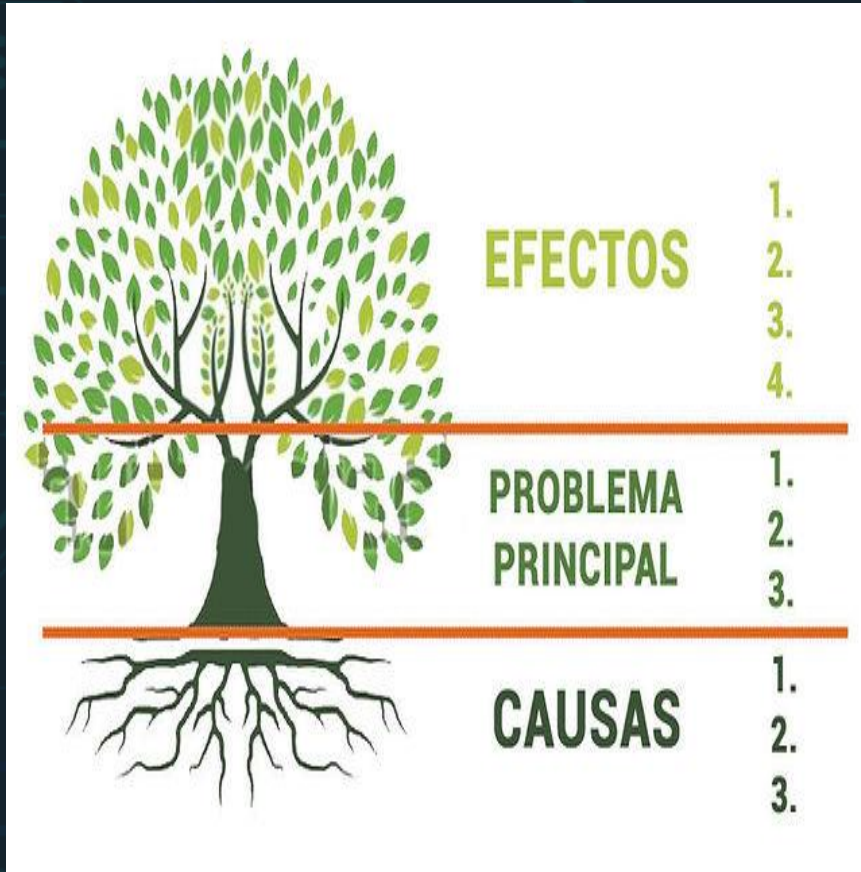 EFECTOS
1.
2.
3.
4.
PROBLEMA
PRINCIPAL
1.
2.
3.
CAUSAS
1.
2.
3.